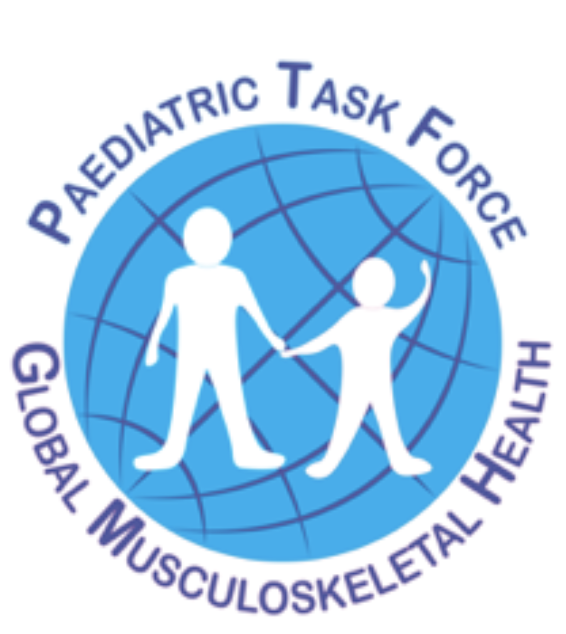 PAEDIATRIC TASK FORCE
GLOBAL MUSCULOSKELETAL HEALTH